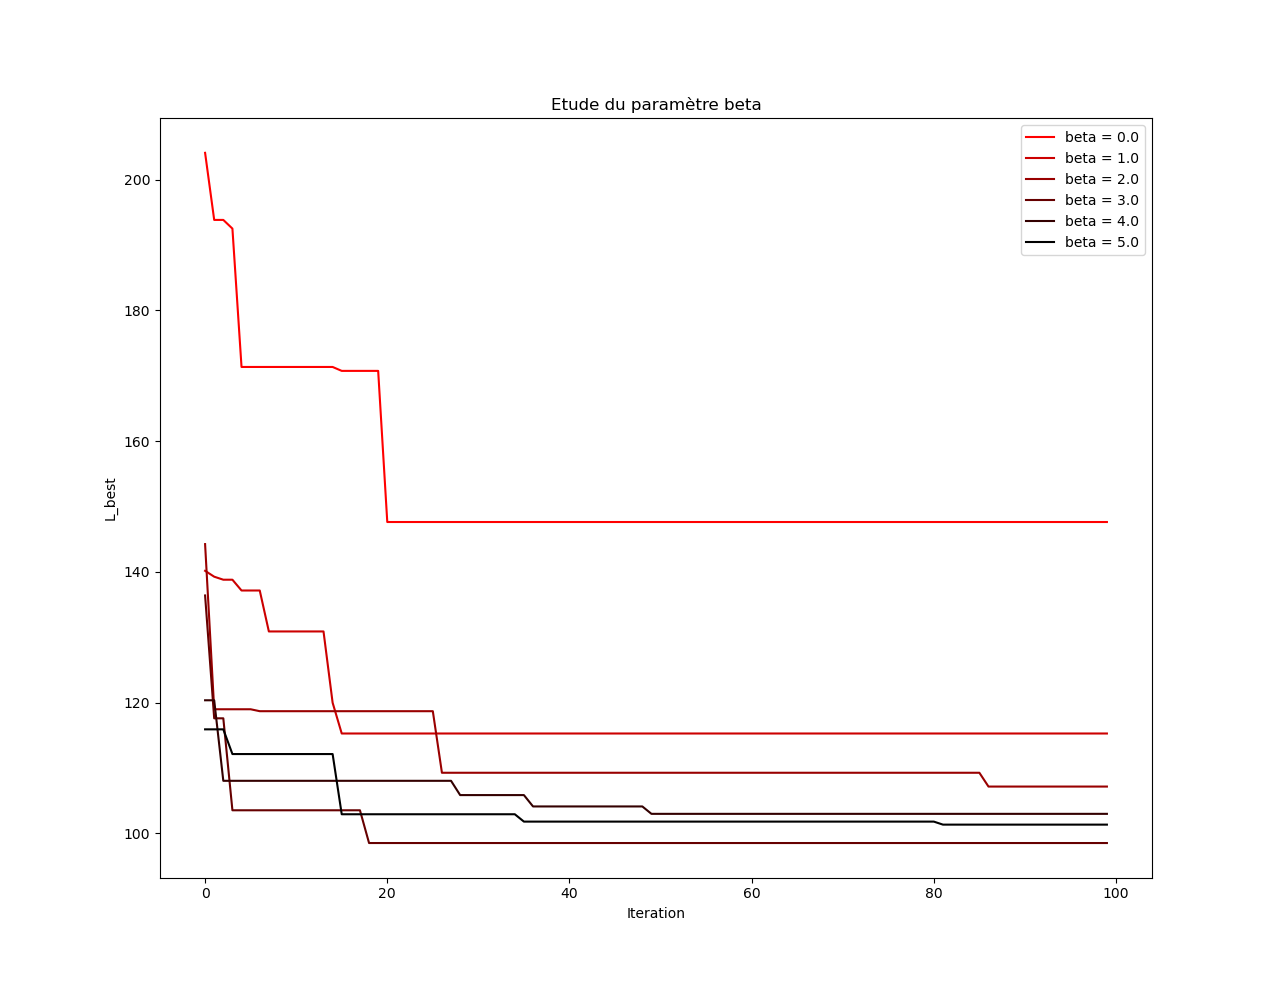 Etude du paramètre beta
beta = 0.0
beta = 1.0
beta = 2.0
beta = 3.0
beta = 4.0
beta = 5.0
200
180
160
140
120
100
L_best
0
20
40
60
80
100
Iteration